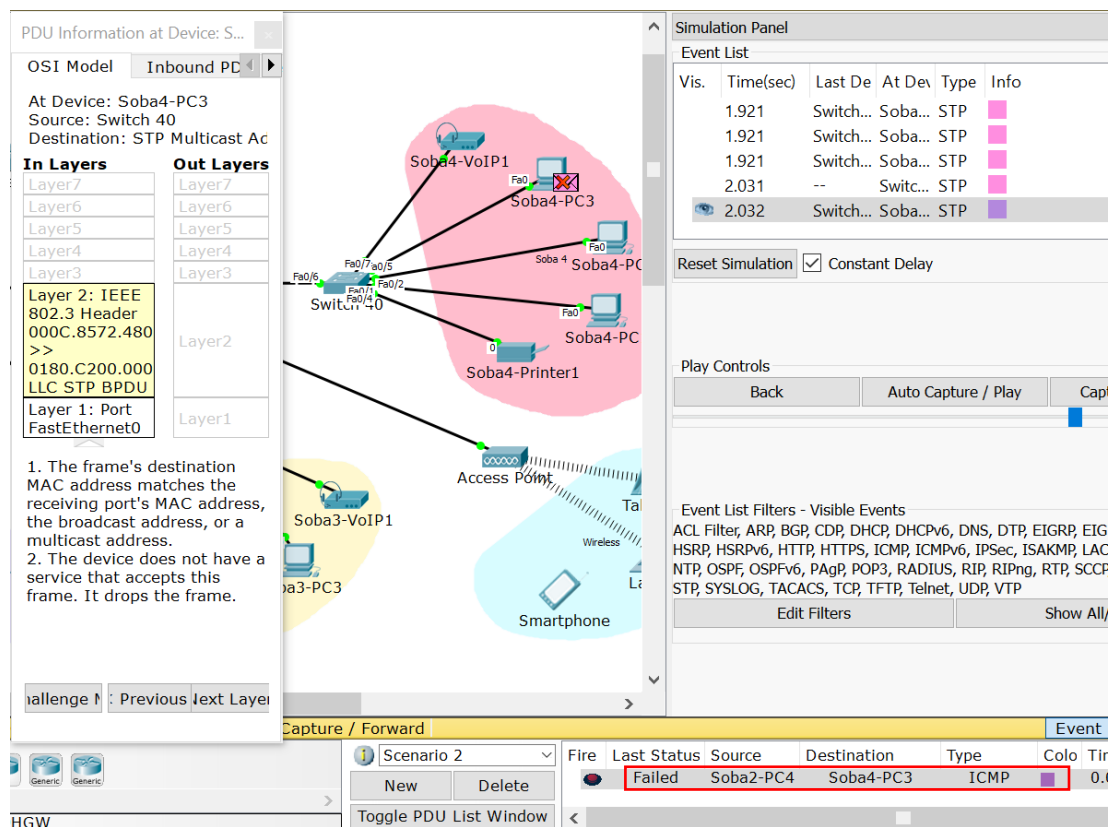 PDU Information at Device: S...
OSI Model
Inbound PD
At Device: Soba4-PC3
Source: Switch 40
Destination: STP Multicast Ad
In Layers
Out Layers
Layer7
Layer7
Layer6
Layer6
Layer5
Layer5
Layer4
Layer4
Layer3
Layer3
Layer 2: IEEE
802.3 Header
000C.8572.480
>>
0180.C200.000
LLC STP BPDU
Layer2
Layer 1: Port
FastEthernet0
Layer1
1. The frame's destination
MAC address matches the
receiving port's MAC address,
the broadcast address, or a
multicast address.
2. The device does not have a
service that accepts this
frame. It drops the frame.
hallenge M
Previous
Next Layer
Soba4-VoIP1
Fa0
Soba4-PC3
Fa0
Soba 4
Soba4-PC
Fa0/7
Fa0/5
Fa0/6
Fa0/2
Fa0/1
Fa0/4
Switch 40
Fa0
Soba4-PC
0
Soba4-Printer1
Access Point
Tal
Soba3-VoIP1
Wireless
La
ba3-PC3
Smartphone
Simulation Panel
Event List
Vis. Time(sec) Last De At Dev Type Info
1.921 Switch... Soba... STP
1.921 Switch... Soba... STP
1.921 Switch... Soba... STP
2.031 -- Switc... STP
2.032 Switch... Soba... STP
Reset Simulation
Constant Delay
Play Controls
Back
Auto Capture / Play
Capt
Event List Filters - Visible Events
ACL Filter, ARP, BGP, CDP, DHCP, DHCPv6, DNS, DTP, EIGRP, EIG
HSRP, HSRPv6, HTTP, HTTPS, ICMP, ICMPv6, IPSec, ISAKMP, LAC
NTP, OSPF, OSPFv6, PAgP, POP3, RADIUS, RIP, RIPng, RTP, SCCP
STP, SYSLOG, TACACS, TCP, TFTP, Telnet, UDP, VTP
Edit Filters
Show All/
Capture / Forward
Event
Generic
Generic
HGW
Scenario 2
New
Delete
Toggle PDU List Window
Fire Last Status Source Destination Type Colo Tin
Failed Soba2-PC4 Soba4-PC3 ICMP 0.0